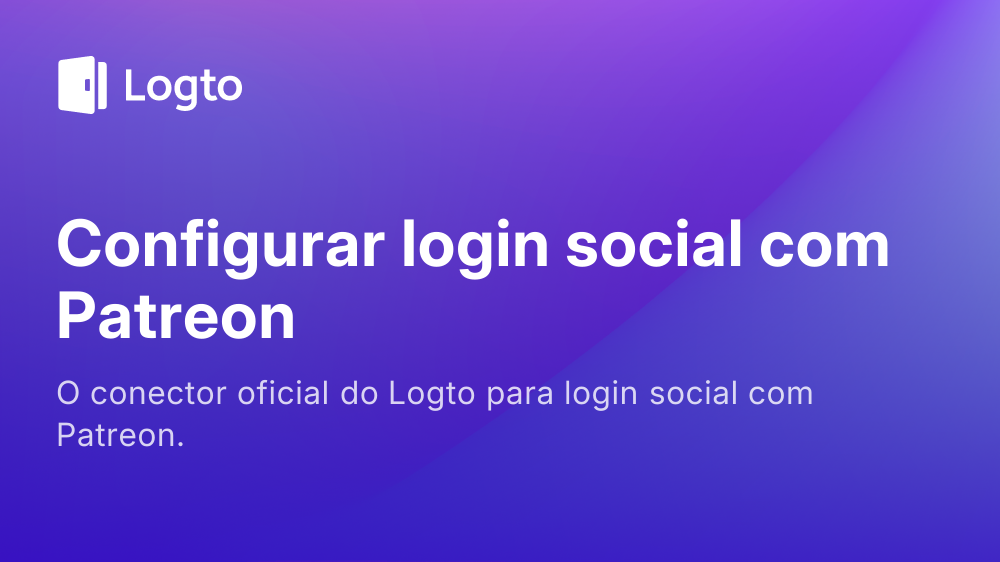 Logto
Configurar login social com
Patreon
O conector oficial do Logto para login social com
Patreon.